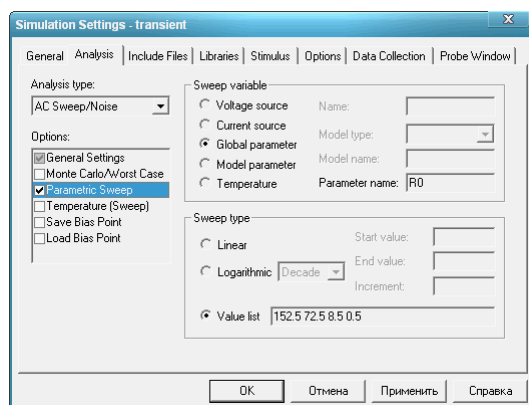 Simulation Settings - transient
General Analysis Include Files Libraries Stimulus Options Data Collection Probe Window
Analysis type:
AC Sweep/Noise
Options:
General Settings
Monte Carlo/Worst Case
Parametric Sweep
Temperature (Sweep)
Save Bias Point
Load Bias Point
Sweep variable
Voltage source
Current source
Global parameter
Model parameter
Temperature
Name:
Model type:
Model name:
Parameter name: R0
Sweep type
Linear
Logarithmic Decade
Value list 152.5 72.5 8.5 0.5
Start value:
End value:
Increment:
OK Отмена Применить Справка